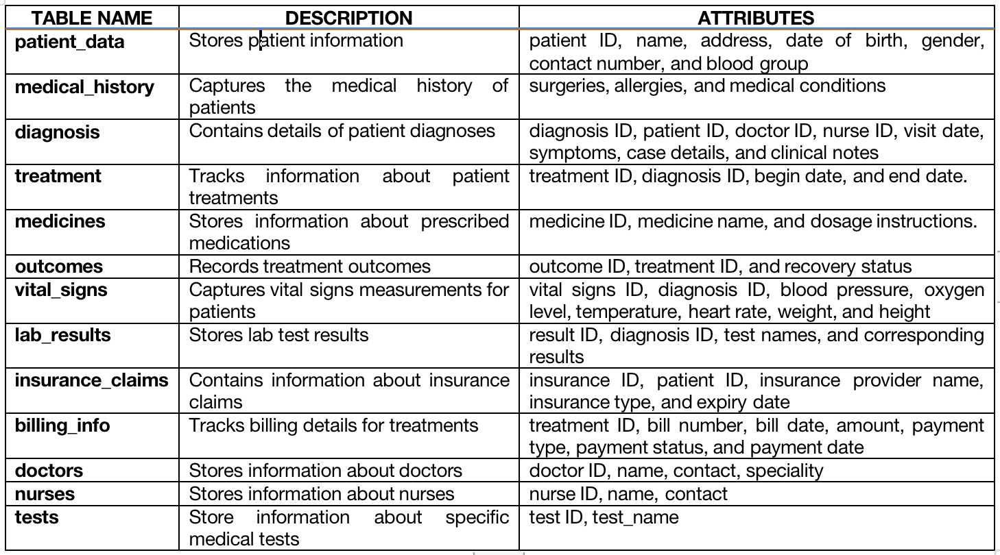 TABLE NAME DESCRIPTION ATTRIBUTES
patient_data Stores patient information patient ID, name, address, date of birth, gender,
contact number, and blood group
medical_history Captures the medical history of surgeries, allergies, and medical conditions
patients
diagnosis Contains details of patient diagnoses diagnosis ID, patient ID, doctor ID, nurse ID, visit date,
symptoms, case details, and clinical notes
treatment Tracks information about patient treatment ID, diagnosis ID, begin date, and end date.
treatments
medicines Stores information about prescribed medicine ID, medicine name, and dosage instructions.
medications
outcomes Records treatment outcomes outcome ID, treatment ID, and recovery status
vital_signs Captures vital signs measurements for vital signs ID, diagnosis ID, blood pressure, oxygen
patients level, temperature, heart rate, weight, and height
lab_results Stores lab test results result ID, diagnosis ID, test names, and corresponding
results
insurance_claims Contains information about insurance insurance ID, patient ID, insurance provider name,
claims insurance type, and expiry date
billing_info Tracks billing details for treatments treatment ID, bill number, bill date, amount, payment
type, payment status, and payment date
doctors Stores information about doctors doctor ID, name, contact, speciality
nurses Stores information about nurses nurse ID, name, contact
tests Store information about specific test ID, test_name
medical tests